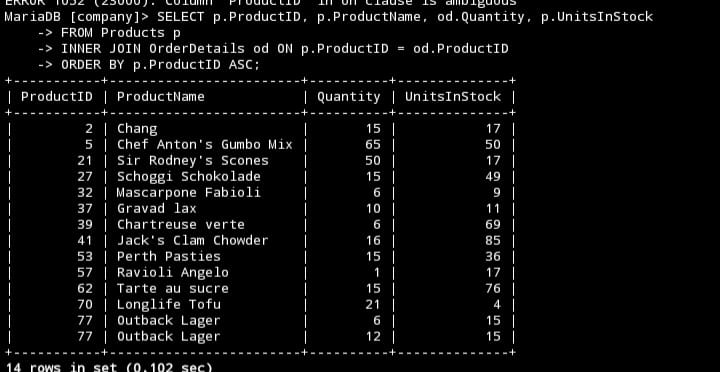 ERROR 1052 (23000): Column 'ProductID' in on clause is ambiguous
MariaDB [company]> SELECT p.ProductID, p.ProductName, od.Quantity, p.UnitsInStock
    -> FROM Products p
    -> INNER JOIN OrderDetails od ON p.ProductID = od.ProductID
    -> ORDER BY p.ProductID ASC;
+-----------+------------------------+----------+--------------+
| ProductID | ProductName            | Quantity | UnitsInStock |
+-----------+------------------------+----------+--------------+
|         2 | Chang                  |       15 |           17 |
|         5 | Chef Anton's Gumbo Mix |       65 |           50 |
|        21 | Sir Rodney's Scones    |       50 |           17 |
|        27 | Schoggi Schokolade     |       15 |           49 |
|        32 | Mascarpone Fabioli     |        6 |            9 |
|        37 | Gravad lax             |       10 |           11 |
|        39 | Chartreuse verte       |        6 |           69 |
|        41 | Jack's Clam Chowder    |       16 |           85 |
|        53 | Perth Pasties          |       15 |           36 |
|        57 | Ravioli Angelo         |        1 |           17 |
|        62 | Tarte au sucre         |       15 |           76 |
|        70 | Longlife Tofu          |       21 |            4 |
|        77 | Outback Lager          |        6 |           15 |
|        77 | Outback Lager          |       12 |           15 |
+-----------+------------------------+----------+--------------+
14 rows in set (0.102 sec)